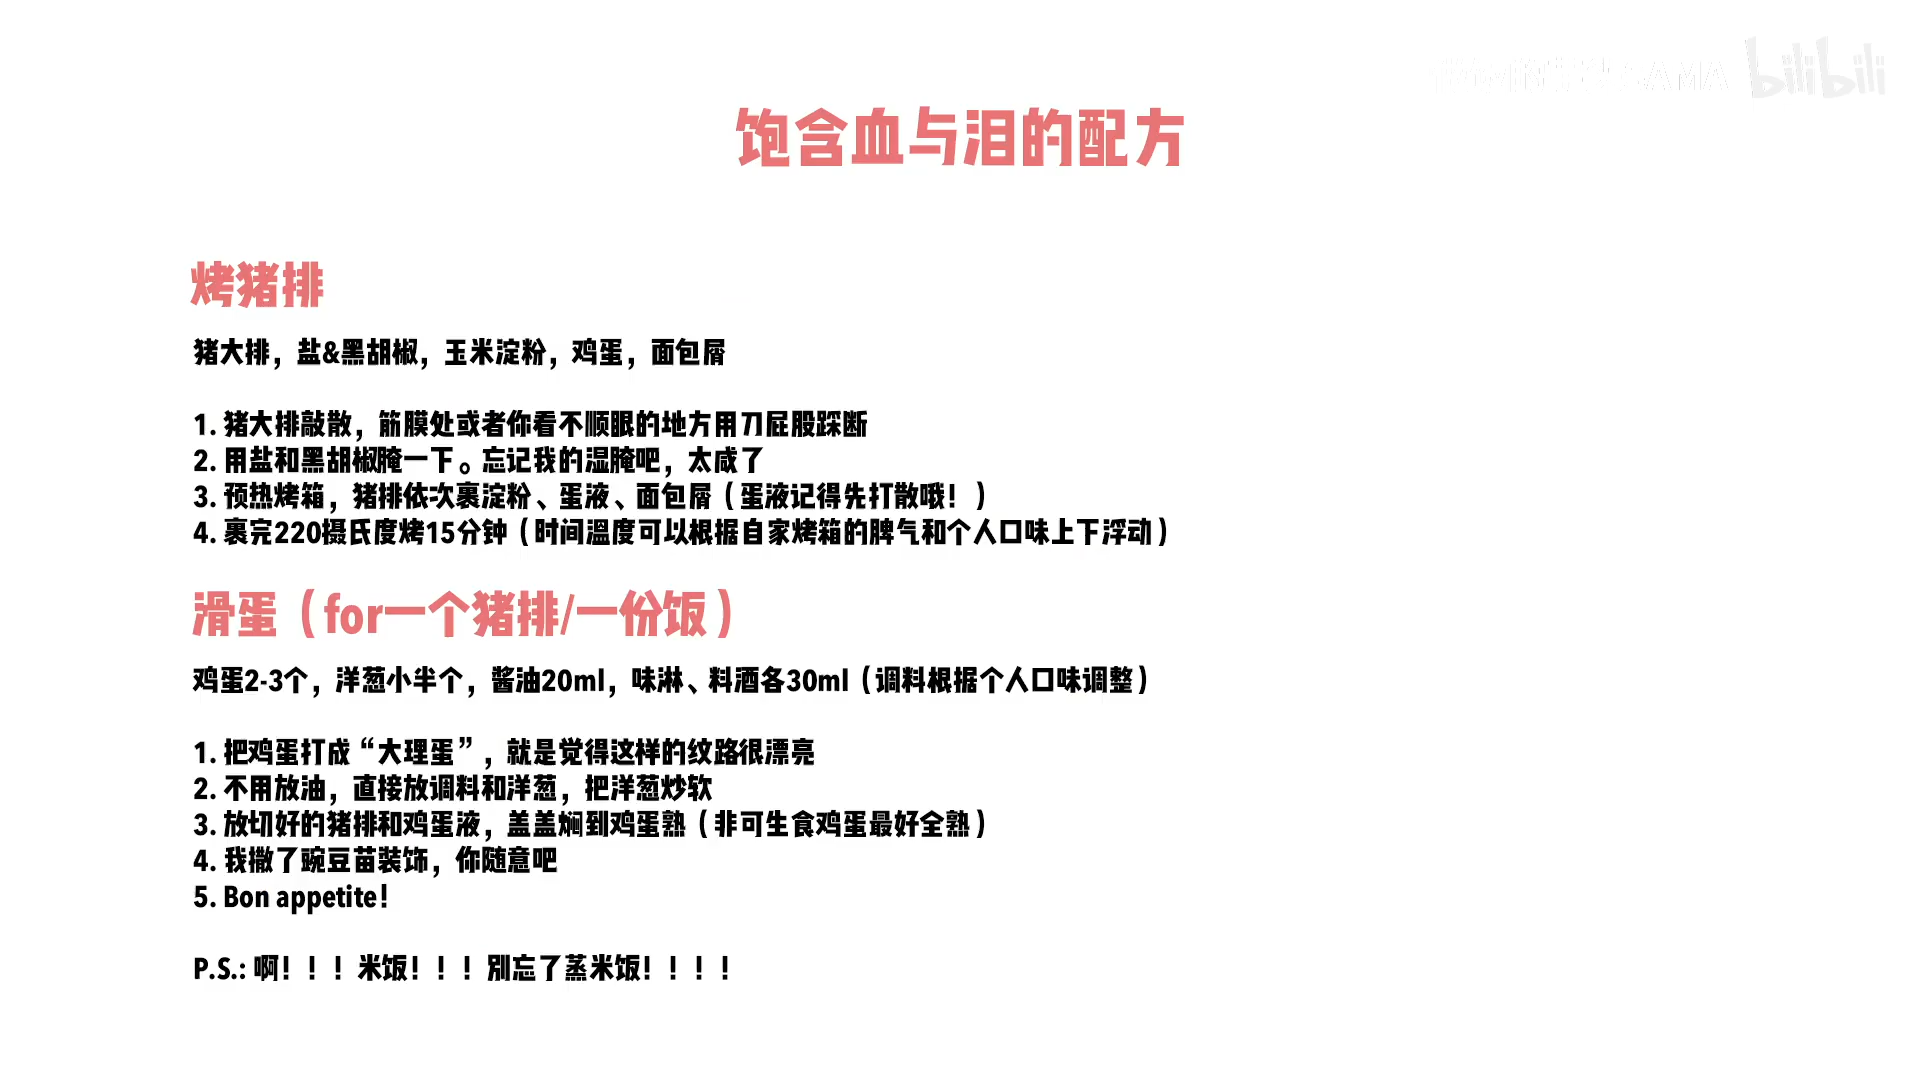 bilibili
饱含血与泪的配方
烤猪排
猪大排，盐&黑胡椒，玉米淀粉，鸡蛋，面包屑
1. 猪大排敲散，筋膜处或者你看不顺眼的地方用刀屁股跺断
2. 用盐和黑胡椒腌一下。忘记我的湿腌吧，太咸了
3. 预热烤箱，猪排依次裹淀粉、蛋液、面包屑（蛋液记得先打散哦！）
4. 裹完220摄氏度烤15分钟（时间温度可以根据自家烤箱的脾气和个人口味上下浮动）
滑蛋（for一个猪排/一份饭）
鸡蛋2-3个，洋葱小半个，酱油20ml，味淋、料酒各30ml（调料根据个人口味调整）
1. 把鸡蛋打成“大理蛋”，就是觉得这样的纹路很漂亮
2. 不用放油，直接放调料和洋葱，把洋葱炒软
3. 放切好的猪排和鸡蛋液，盖盖焖到鸡蛋熟（非可生食鸡蛋最好全熟）
4. 我撒了豌豆苗装饰，你随意吧
5. Bon appetite!
P.S.: 啊！！！米饭！！！别忘了蒸米饭！！！！